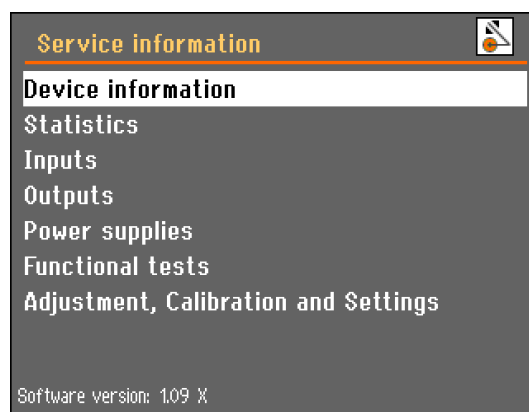 Service information
Device information
Statistics
Inputs
Outputs
Power supplies
Functional tests
Adjustment, Calibration and Settings
Software version: 1.09 X